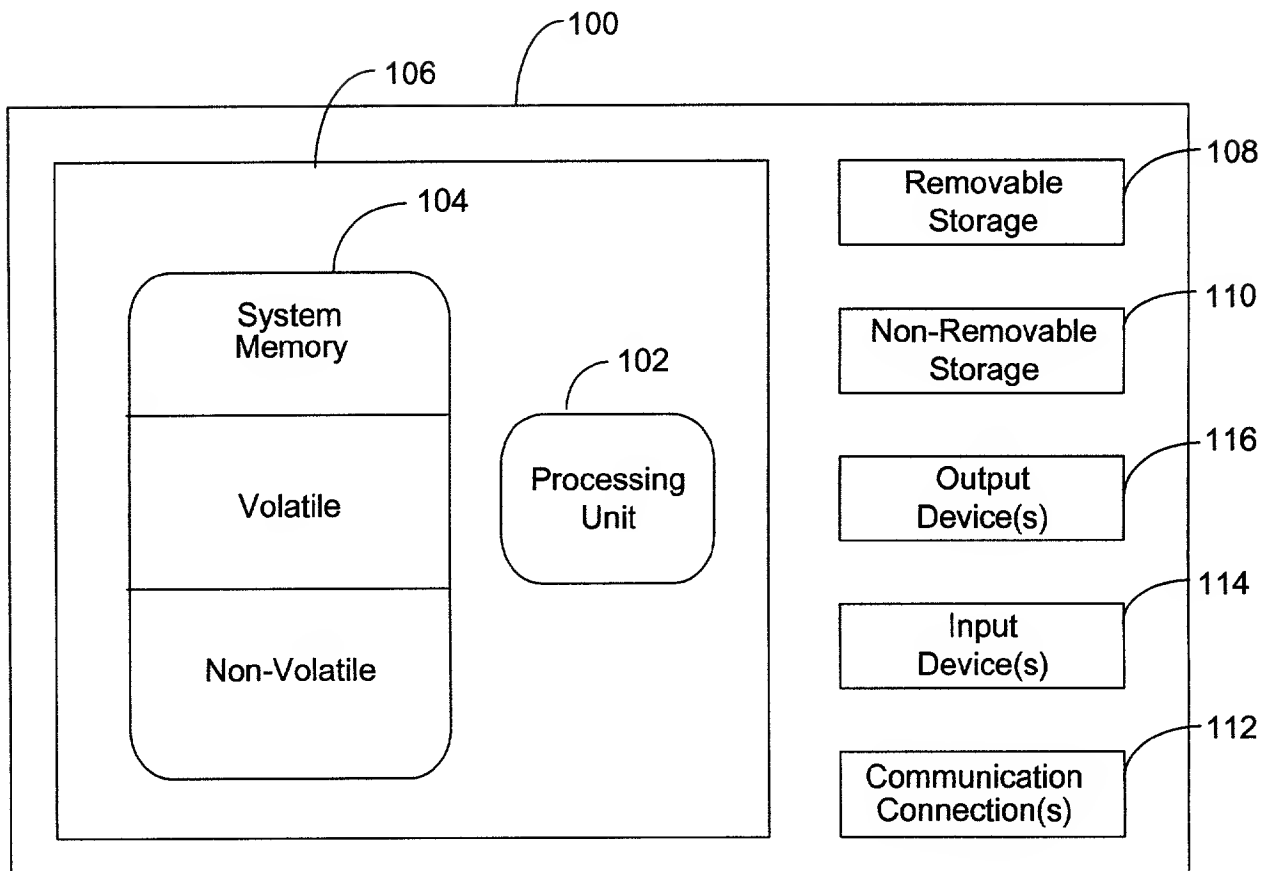 100
106
108
Removable
Storage
104
System
Memory
110
Non-Removable
Storage
102
Processing
Unit
116
Output
Device(s)
Volatile
114
Input
Device(s)
Non-Volatile
112
Communication
Connection(s)